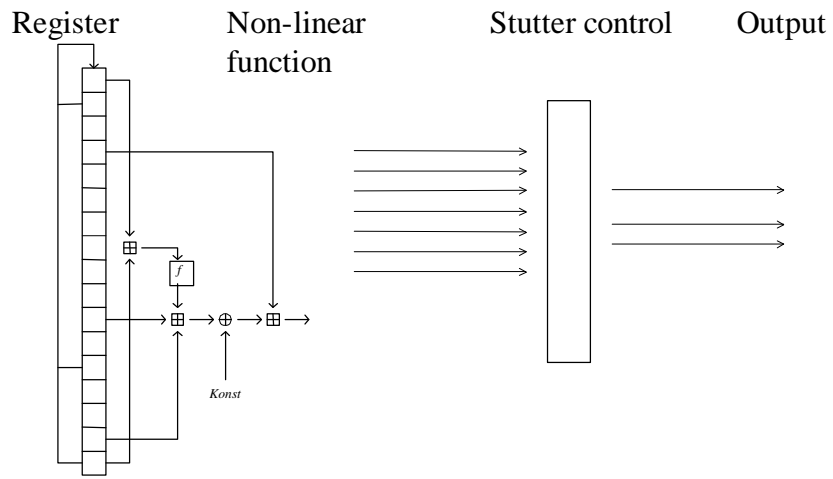 Register
Non-linear
function
Stutter control
Output
f
Konst